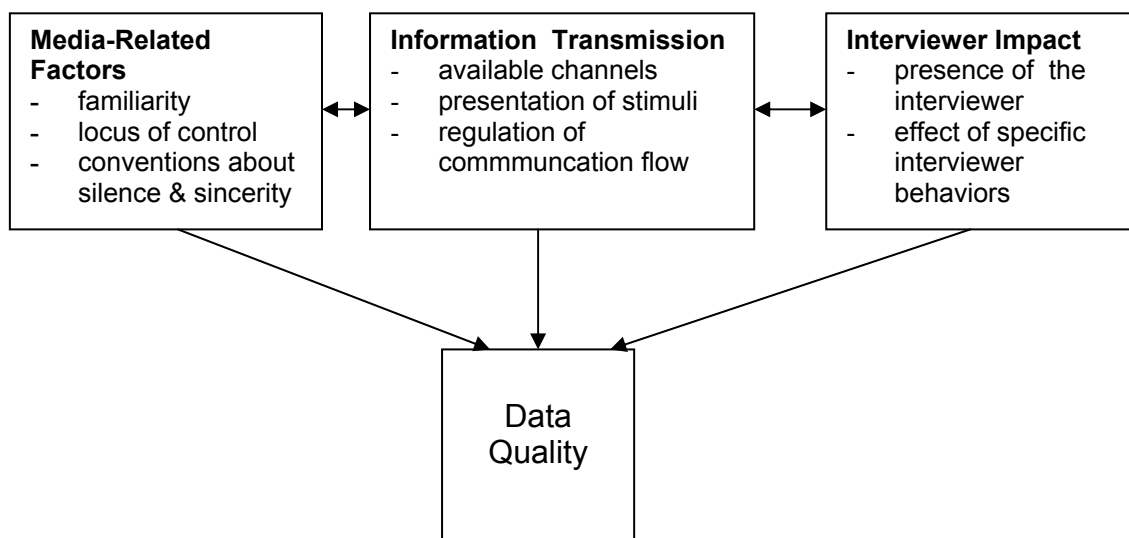 Media-Related
Factors
- familiarity
- locus of control
- conventions about
silence & sincerity
Information Transmission
- available channels
- presentation of stimuli
- regulation of
commmuncation flow
Interviewer Impact
- presence of the
interviewer
- effect of specific
interviewer
behaviors
Data
Quality